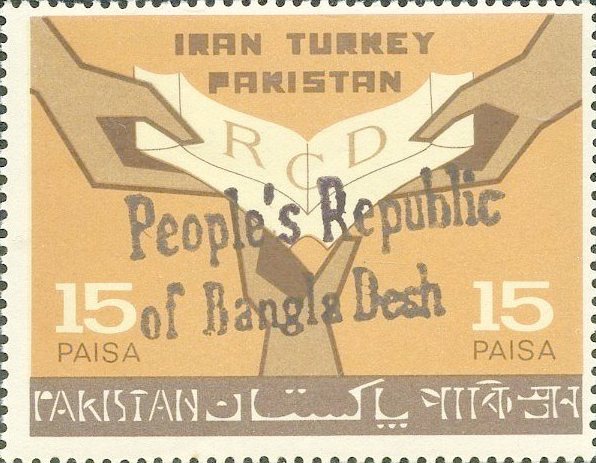 IRAN TURKEY
PAKISTAN
RCD
People's Republic
of Bangla Desh
15 15
PAISA PAISA
PAKISTAN پاکستان পাকিস্তান